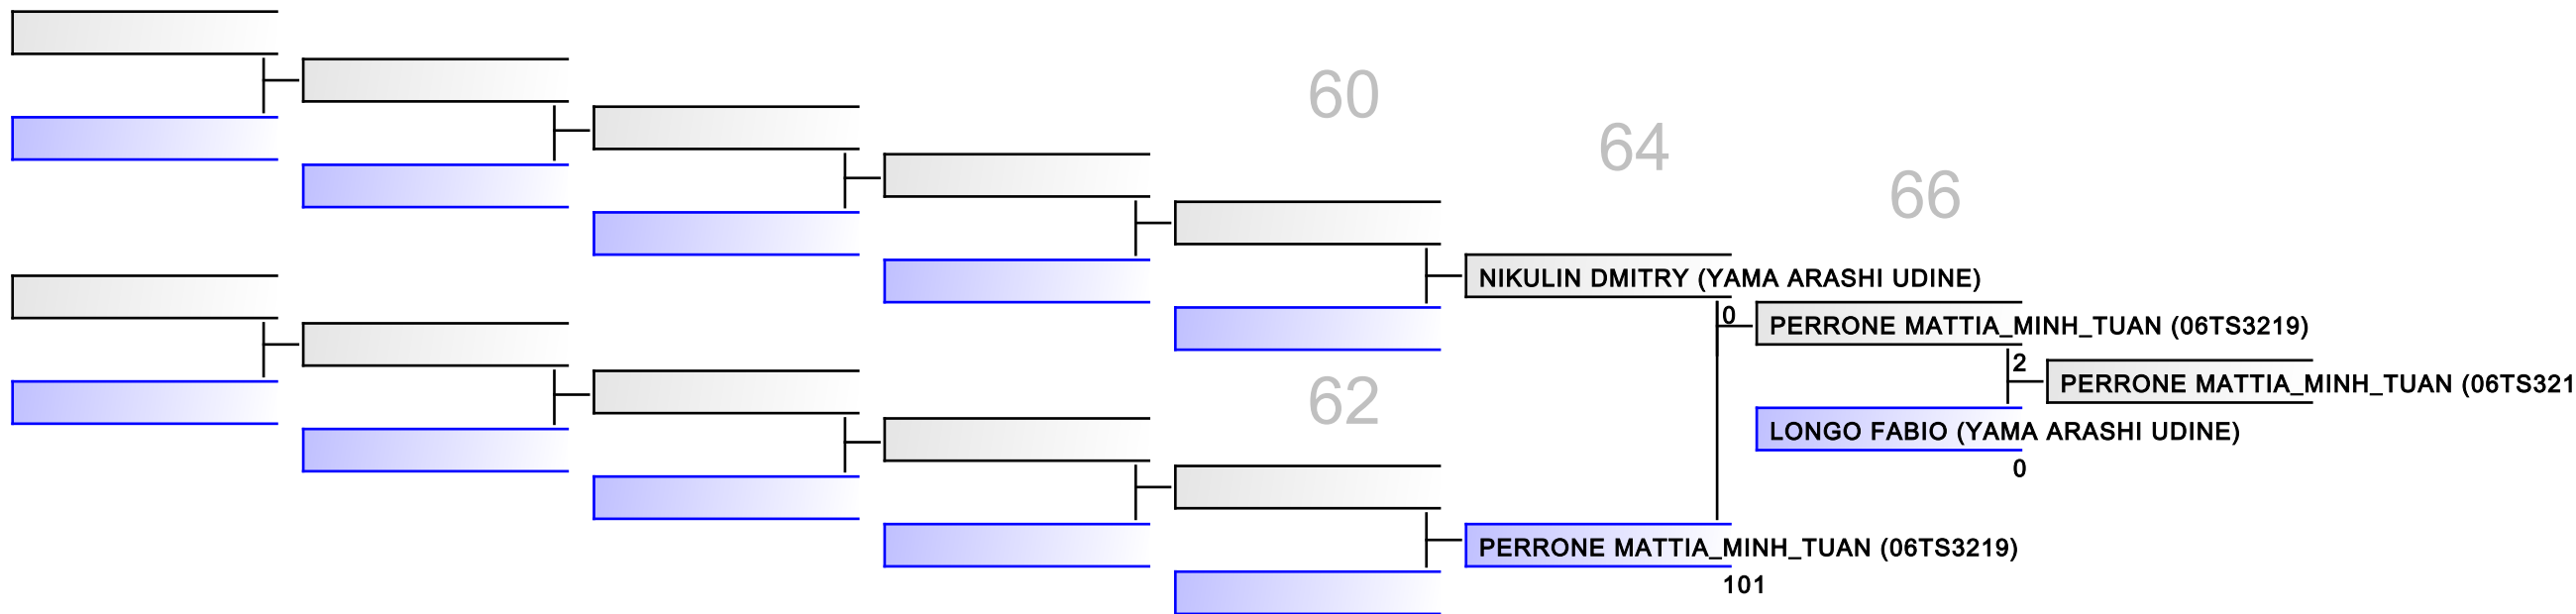 60
64
66
NIKULIN DMITRY (YAMA ARASHI UDINE)
0
PERRONE MATTIA_MINH_TUAN (06TS3219)
2
PERRONE MATTIA_MINH_TUAN (06TS321
62
LONGO FABIO (YAMA ARASHI UDINE)
0
PERRONE MATTIA_MINH_TUAN (06TS3219)
101